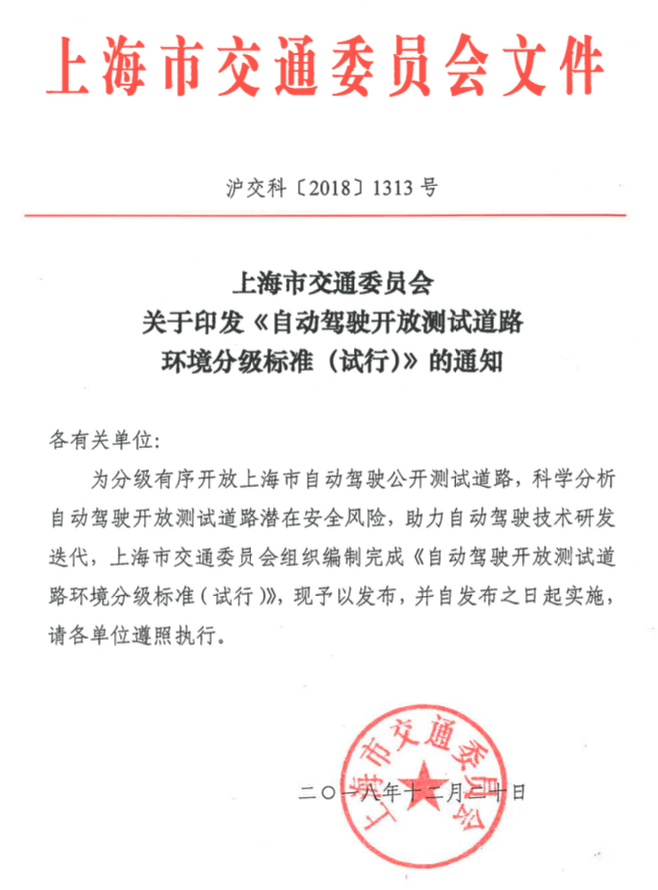 上海市交通委员会文件
沪交科〔2018〕1313 号
上海市交通委员会
关于印发《自动驾驶开放测试道路
环境分级标准（试行）》的通知
各有关单位：
为分级有序开放上海市自动驾驶公开测试道路，科学分析
自动驾驶开放测试道路潜在安全风险，助力自动驾驶技术研发
迭代，上海市交通委员会组织编制完成《自动驾驶开放测试道
路环境分级标准（试行）》，现予以发布，并自发布之日起实施，
请各单位遵照执行。
上海市交通委员会
二〇一八年十二月二十日